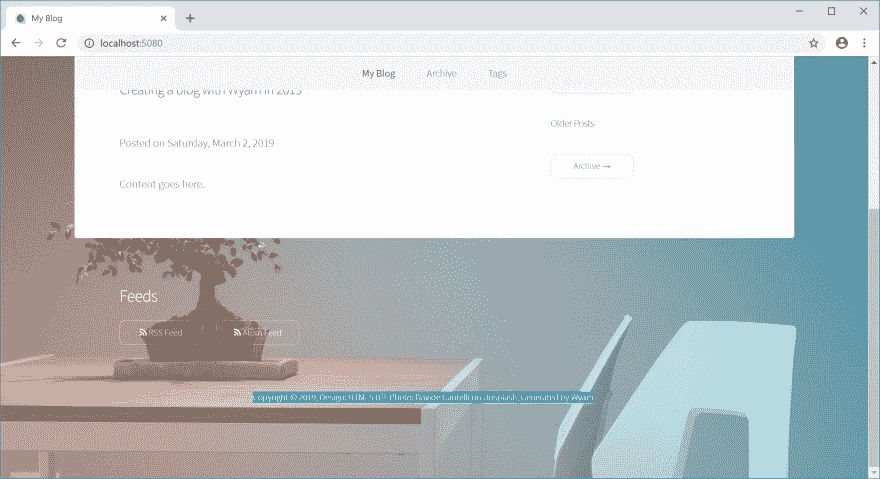 My Blog
localhost:5080
My Blog Archive Tags
Creating a blog with Wyam in 2019
Older Posts
Posted on Saturday, March 2, 2019
Archive →
Content goes here.
Feeds
RSS Feed Atom Feed
Copyright © 2019, Design: HTML5 UP, Photo: Davide Cantelli on Unsplash, Generated by Wyam